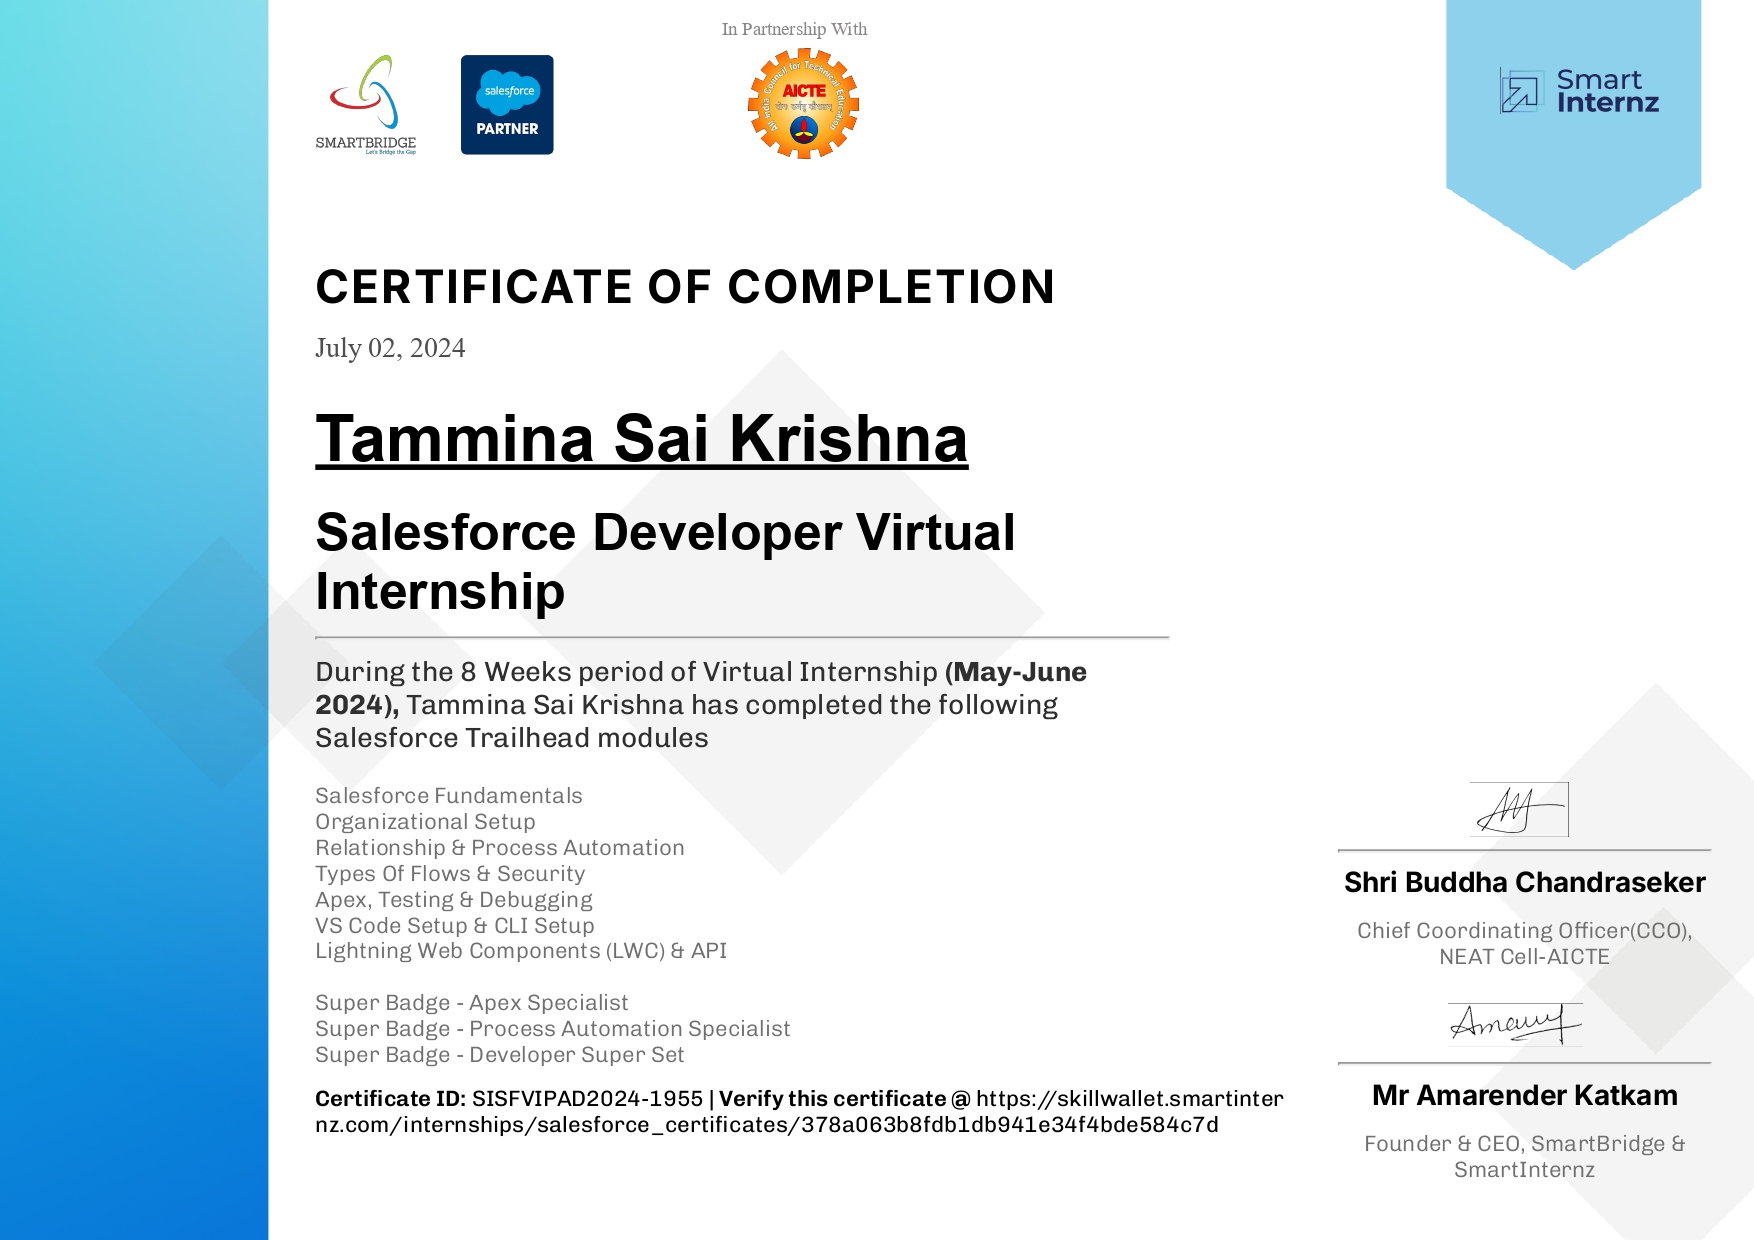 In Partnership With
SMARTBRIDGE
Let's Bridge the Gap
salesforce
PARTNER
All India Council for Technical Education
AICTE
Smart
Internz
CERTIFICATE OF COMPLETION
July 02, 2024
Tammina Sai Krishna
Salesforce Developer Virtual
Internship
During the 8 Weeks period of Virtual Internship (May-June
2024), Tammina Sai Krishna has completed the following
Salesforce Trailhead modules
Salesforce Fundamentals
Organizational Setup
Relationship & Process Automation
Types Of Flows & Security
Apex, Testing & Debugging
VS Code Setup & CLI Setup
Lightning Web Components (LWC) & API
Super Badge - Apex Specialist
Super Badge - Process Automation Specialist
Super Badge - Developer Super Set
Certificate ID: SISFVIPAD2024-1955 | Verify this certificate @ https://skillwallet.smartinter
nz.com/internships/salesforce_certificates/378a063b8fdb1db941e34f4bde584c7d
Shri Buddha Chandraseker
Chief Coordinating Officer(CCO),
NEAT Cell-AICTE
Mr Amarender Katkam
Founder & CEO, SmartBridge &
SmartInternz